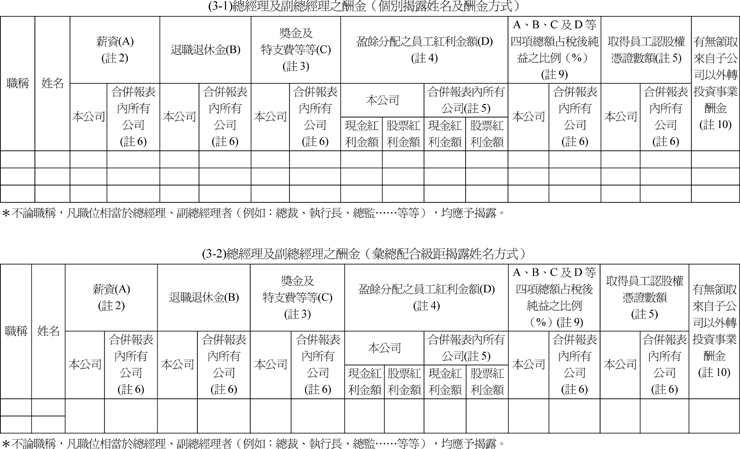 (3-1)總經理及副總經理之酬金（個別揭露姓名及酬金方式）
職稱
姓名
薪資(A)
(註 2)
退職退休金(B)
獎金及
特支費等等(C)
(註 3)
盈餘分配之員工紅利金額(D)
(註 4)
A、B、C 及 D 等
四項總額占稅後純
益之比例（%）
(註 9)
取得員工認股權
憑證數額(註 5)
有無領取
來自子公
司以外轉
投資事業
酬金
(註 10)
本公司
合併報表
內所有
公司
(註 6)
本公司
合併報表
內所有
公司
(註 6)
本公司
合併報表
內所有
公司
(註 6)
本公司
合併報表內所有
公司(註 5)
現金紅
利金額
股票紅
利金額
現金紅
利金額
股票紅
利金額
本公司
合併報表
內所有
公司
(註 6)
本公司
合併報表
內所有
公司
(註 6)
＊不論職稱，凡職位相當於總經理、副總經理者（例如：總裁、執行長、總監……等等），均應予揭露。
(3-2)總經理及副總經理之酬金（彙總配合級距揭露姓名方式）
職稱
姓名
薪資(A)
(註 2)
退職退休金(B)
獎金及
特支費等等(C)
(註 3)
盈餘分配之員工紅利金額(D)
(註 4)
A、B、C 及 D 等
四項總額占稅後
純益之比例
（%）(註 9)
取得員工認股權
憑證數額
(註 5)
有無領取
來自子公
司以外轉
投資事業
酬金
(註 10)
本公司
合併報表
內所有
公司
(註 6)
本公司
合併報表
內所有
公司
(註 6)
本公司
合併報表
內所有
公司
(註 6)
本公司
合併報表內所有
公司(註 5)
現金紅
利金額
股票紅
利金額
現金紅
利金額
股票紅
利金額
本公司
合併報表
內所有
公司
(註 6)
本公司
合併報表
內所有
公司
(註 6)
＊不論職稱，凡職位相當於總經理、副總經理者（例如：總裁、執行長、總監……等等），均應予揭露。